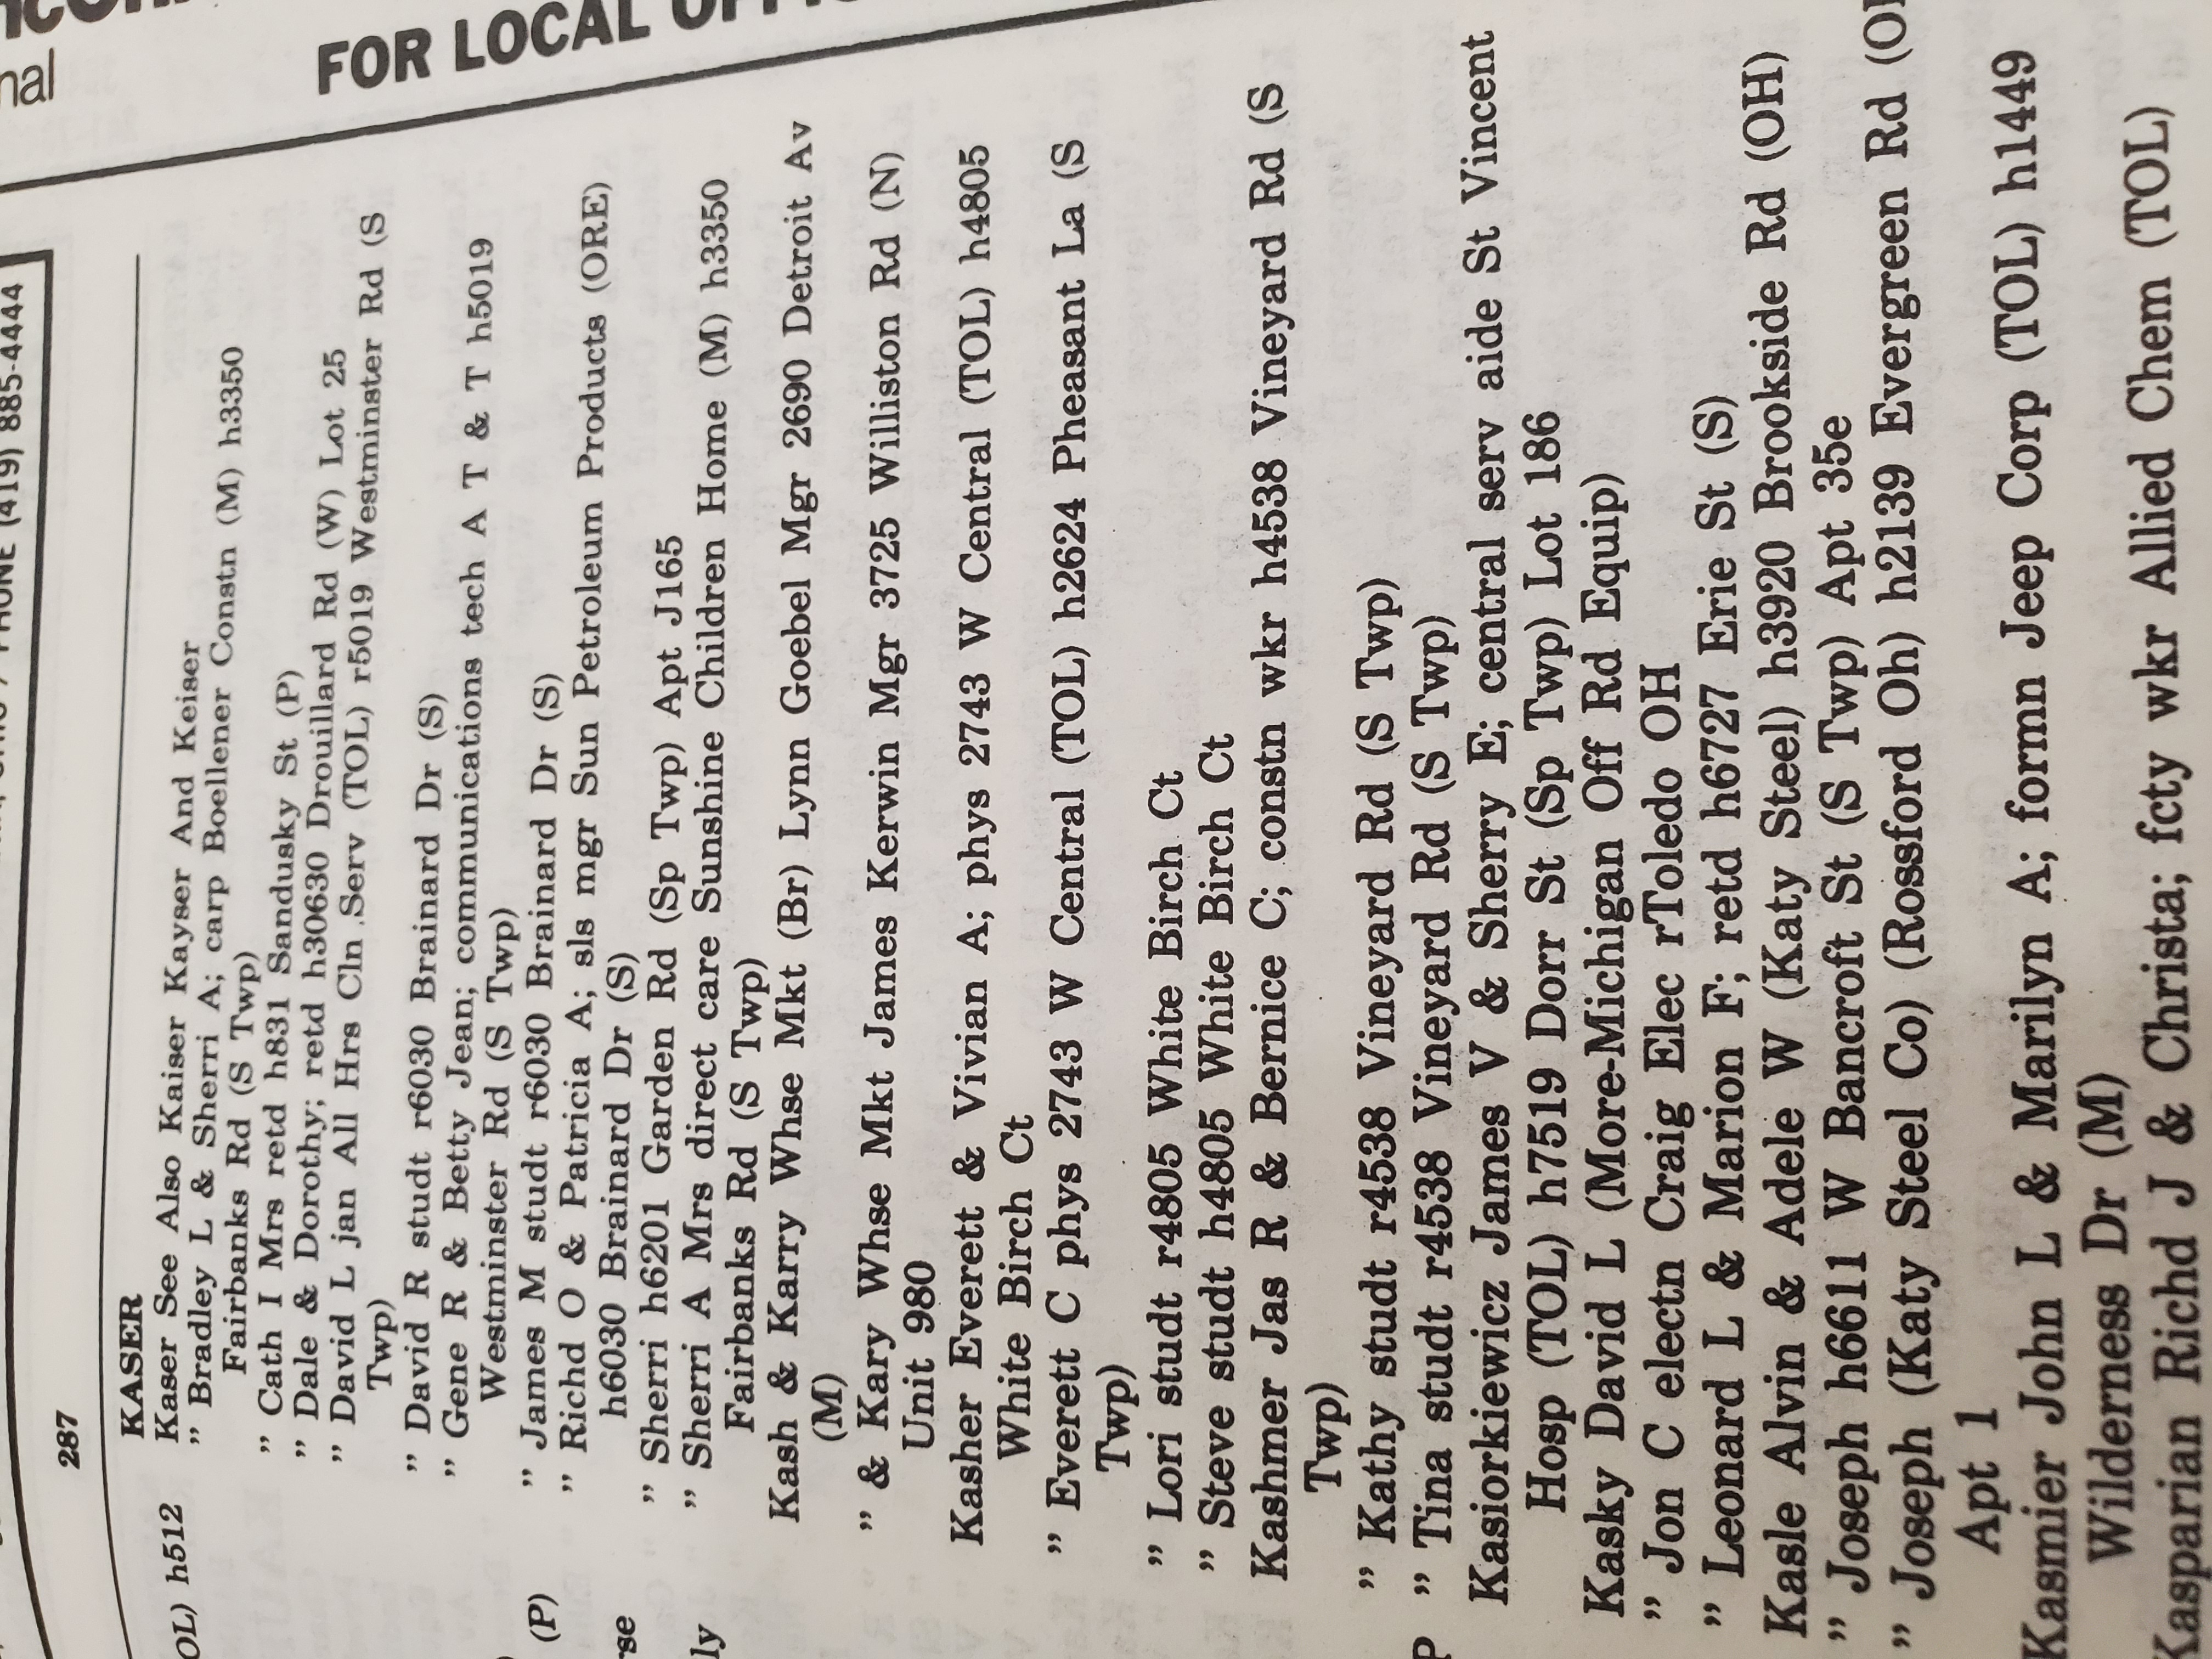 nal
FOR LOCAL
PHONE (419) 885-4444
287
OL) h512
(P)
rse
ly
P
KASER
Kaser See Also Kaiser Kayser And Keiser
" Bradley L & Sherri A; carp Boellener Constn (M) h3350
Fairbanks Rd (S Twp)
" Cath I Mrs retd h831 Sandusky St (P)
" Dale & Dorothy; retd h30630 Drouillard Rd (W) Lot 25
" David L jan All Hrs Cln Serv (TOL) r5019 Westminster Rd (S
Twp)
" David R studt r6030 Brainard Dr (S)
" Gene R & Betty Jean; communications tech A T & T h5019
Westminster Rd (S Twp)
" James M studt r6030 Brainard Dr (S)
" Richd O & Patricia A; sls mgr Sun Petroleum Products (ORE)
h6030 Brainard Dr (S)
" Sherri h6201 Garden Rd (Sp Twp) Apt J165
" Sherri A Mrs direct care Sunshine Children Home (M) h3350
Fairbanks Rd (S Twp)
Kash & Karry Whse Mkt (Br) Lynn Goebel Mgr 2690 Detroit Av
(M)
" & Kary Whse Mkt James Kerwin Mgr 3725 Williston Rd (N)
Unit 980
Kasher Everett & Vivian A; phys 2743 W Central (TOL) h4805
White Birch Ct
" Everett C phys 2743 W Central (TOL) h2624 Pheasant La (S
Twp)
" Lori studt r4805 White Birch Ct
" Steve studt h4805 White Birch Ct
Kashmer Jas R & Bernice C; constn wkr h4538 Vineyard Rd (S
Twp)
" Kathy studt r4538 Vineyard Rd (S Twp)
" Tina studt r4538 Vineyard Rd (S Twp)
Kasiorkiewicz James V & Sherry E; central serv aide St Vincent
Hosp (TOL) h7519 Dorr St (Sp Twp) Lot 186
Kasky David L (More-Michigan Off Rd Equip)
" Jon C electn Craig Elec rToledo OH
" Leonard L & Marion F; retd h6727 Erie St (S)
Kasle Alvin & Adele W (Katy Steel) h3920 Brookside Rd (OH)
" Joseph h6611 W Bancroft St (S Twp) Apt 35e
" Joseph (Katy Steel Co) (Rossford Oh) h2139 Evergreen Rd (OH
Apt 1
Kasmier John L & Marilyn A; formn Jeep Corp (TOL) h1449
Wilderness Dr (M)
Kasparian Richd J & Christa; fcty wkr Allied Chem (TOL)